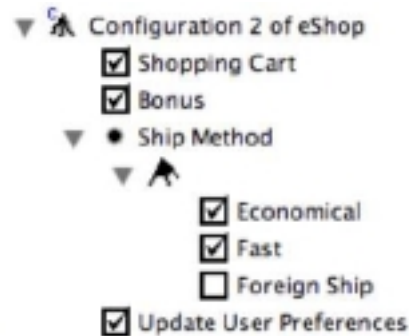 Configuration 2 of eShop
Shopping Cart
Bonus
Ship Method
Economical
Fast
Foreign Ship
Update User Preferences